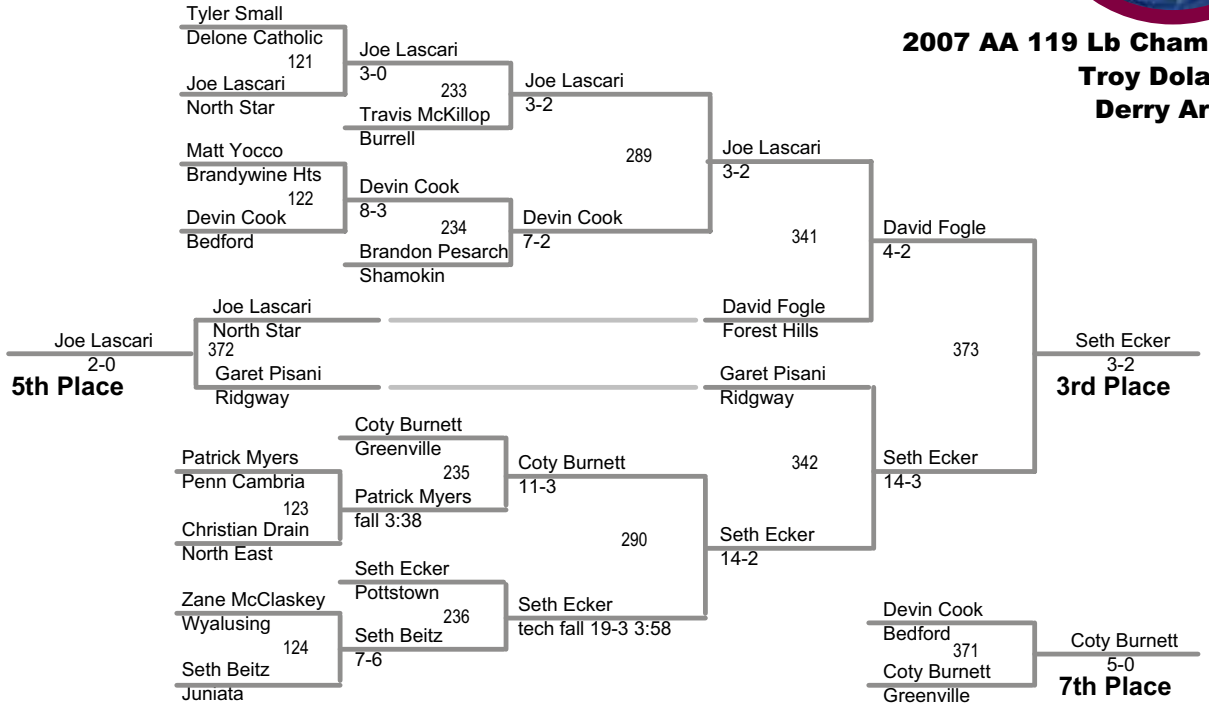 2007 AA 119 Lb Cham
Troy Dola
Derry Ar
Tyler Small
Delone Catholic
121
Joe Lascari
North Star
Joe Lascari
3-0
233
Travis McKillop
Burrell
Joe Lascari
3-2
Matt Yocco
Brandywine Hts
122
Devin Cook
Bedford
Devin Cook
8-3
234
Brandon Pesarch
Shamokin
Devin Cook
7-2
289
Joe Lascari
3-2
341
David Fogle
Forest Hills
David Fogle
4-2
Joe Lascari
North Star
372
Garet Pisani
Ridgway
Joe Lascari
2-0
5th Place
373
Seth Ecker
3-2
3rd Place
Garet Pisani
Ridgway
342
Seth Ecker
14-3
Coty Burnett
Greenville
235
Patrick Myers
fall 3:38
Coty Burnett
11-3
Patrick Myers
Penn Cambria
123
Christian Drain
North East
290
Seth Ecker
14-2
Seth Ecker
Pottstown
236
Seth Beitz
7-6
Seth Ecker
tech fall 19-3 3:58
Zane McClaskey
Wyalusing
124
Seth Beitz
Juniata
Devin Cook
Bedford
371
Coty Burnett
Greenville
Coty Burnett
5-0
7th Place